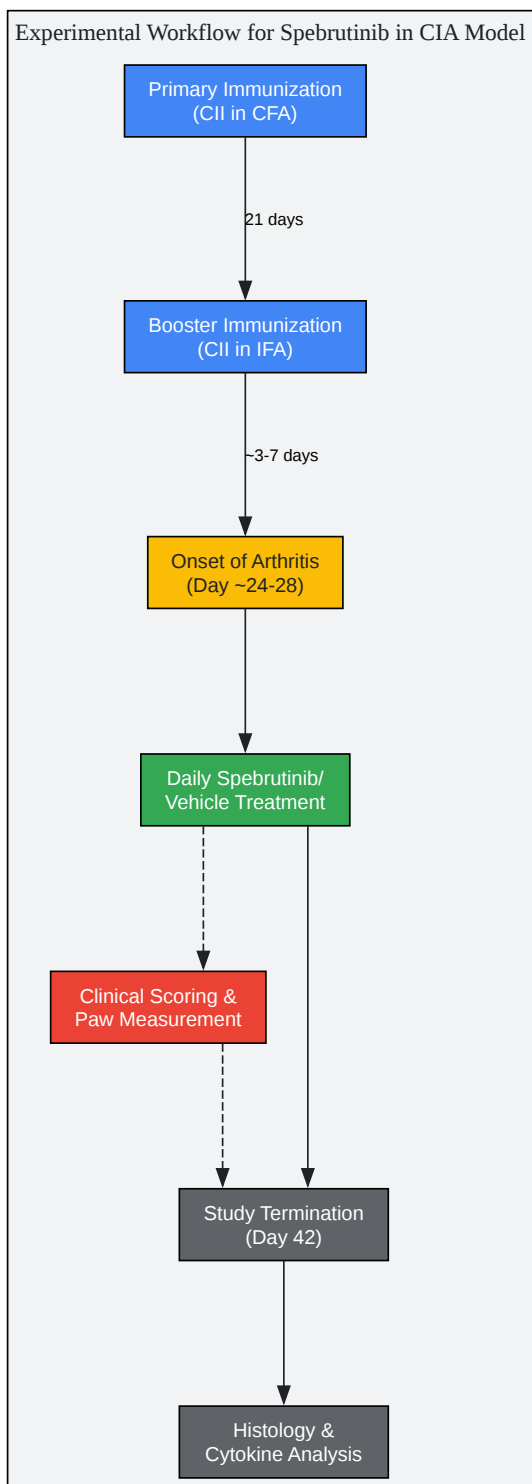 Experimental Workflow for Spebrutinib in CIA Model
Primary Immunization
(CII in CFA)
21 days
Booster Immunization
(CII in IFA)
~3-7 days
Onset of Arthritis
(Day ~24-28)
Daily Spebrutinib/
Vehicle Treatment
Clinical Scoring &
Paw Measurement
Study Termination
(Day 42)
Histology &
Cytokine Analysis